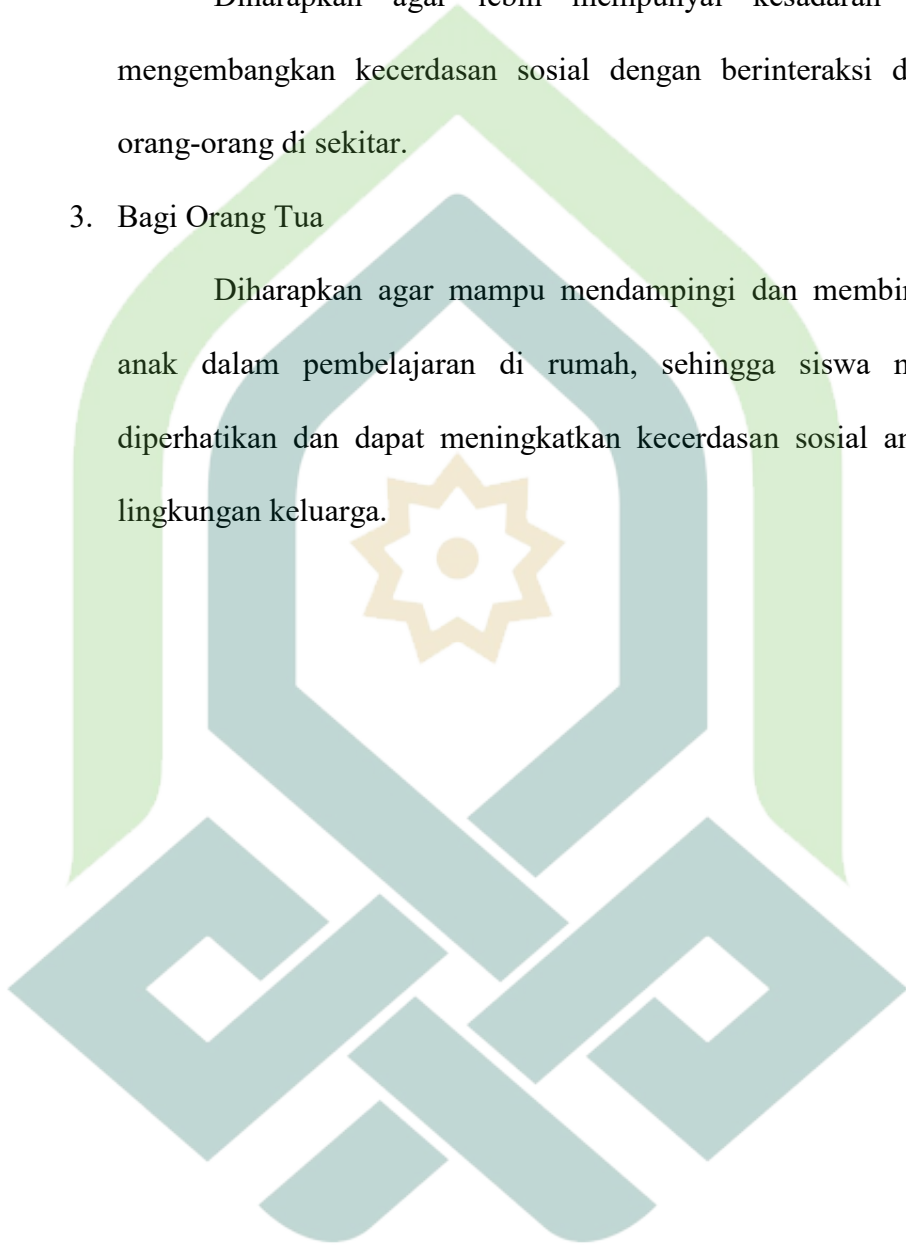 Diharapkan agar lebih mempunyai kesadaran
mengembangkan kecerdasan sosial dengan berinteraksi d
orang-orang di sekitar.
3. Bagi Orang Tua
Diharapkan agar mampu mendampingi dan membi
anak dalam pembelajaran di rumah, sehingga siswa
diperhatikan dan dapat meningkatkan kecerdasan sosial
lingkungan keluarga.